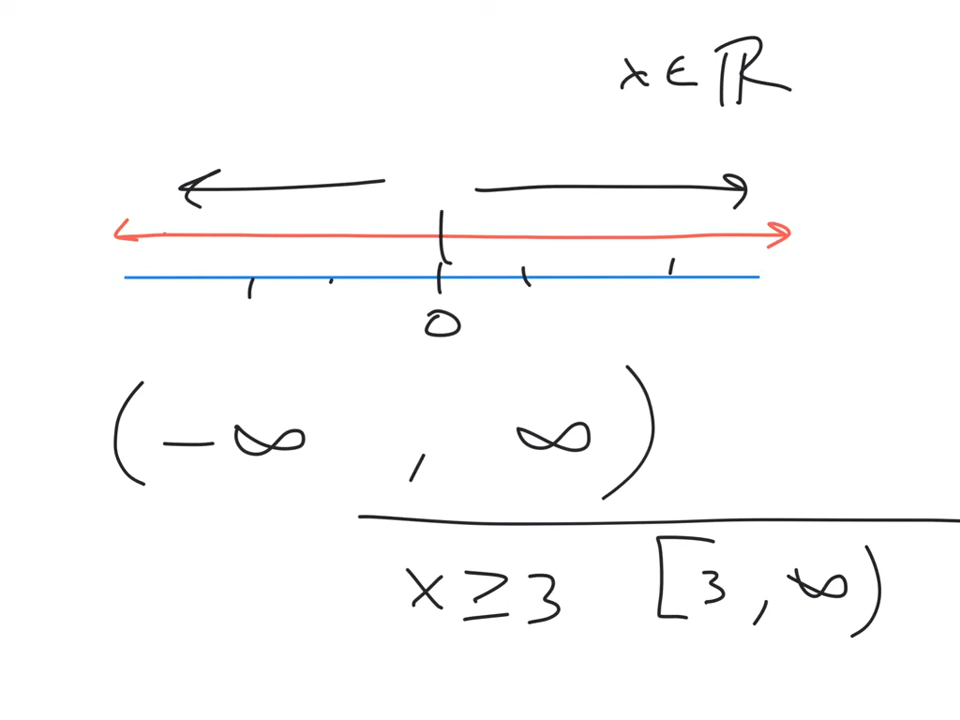 x ∈ ℝ
0
(-∞ , ∞)
x ≥ 3 [3, ∞)